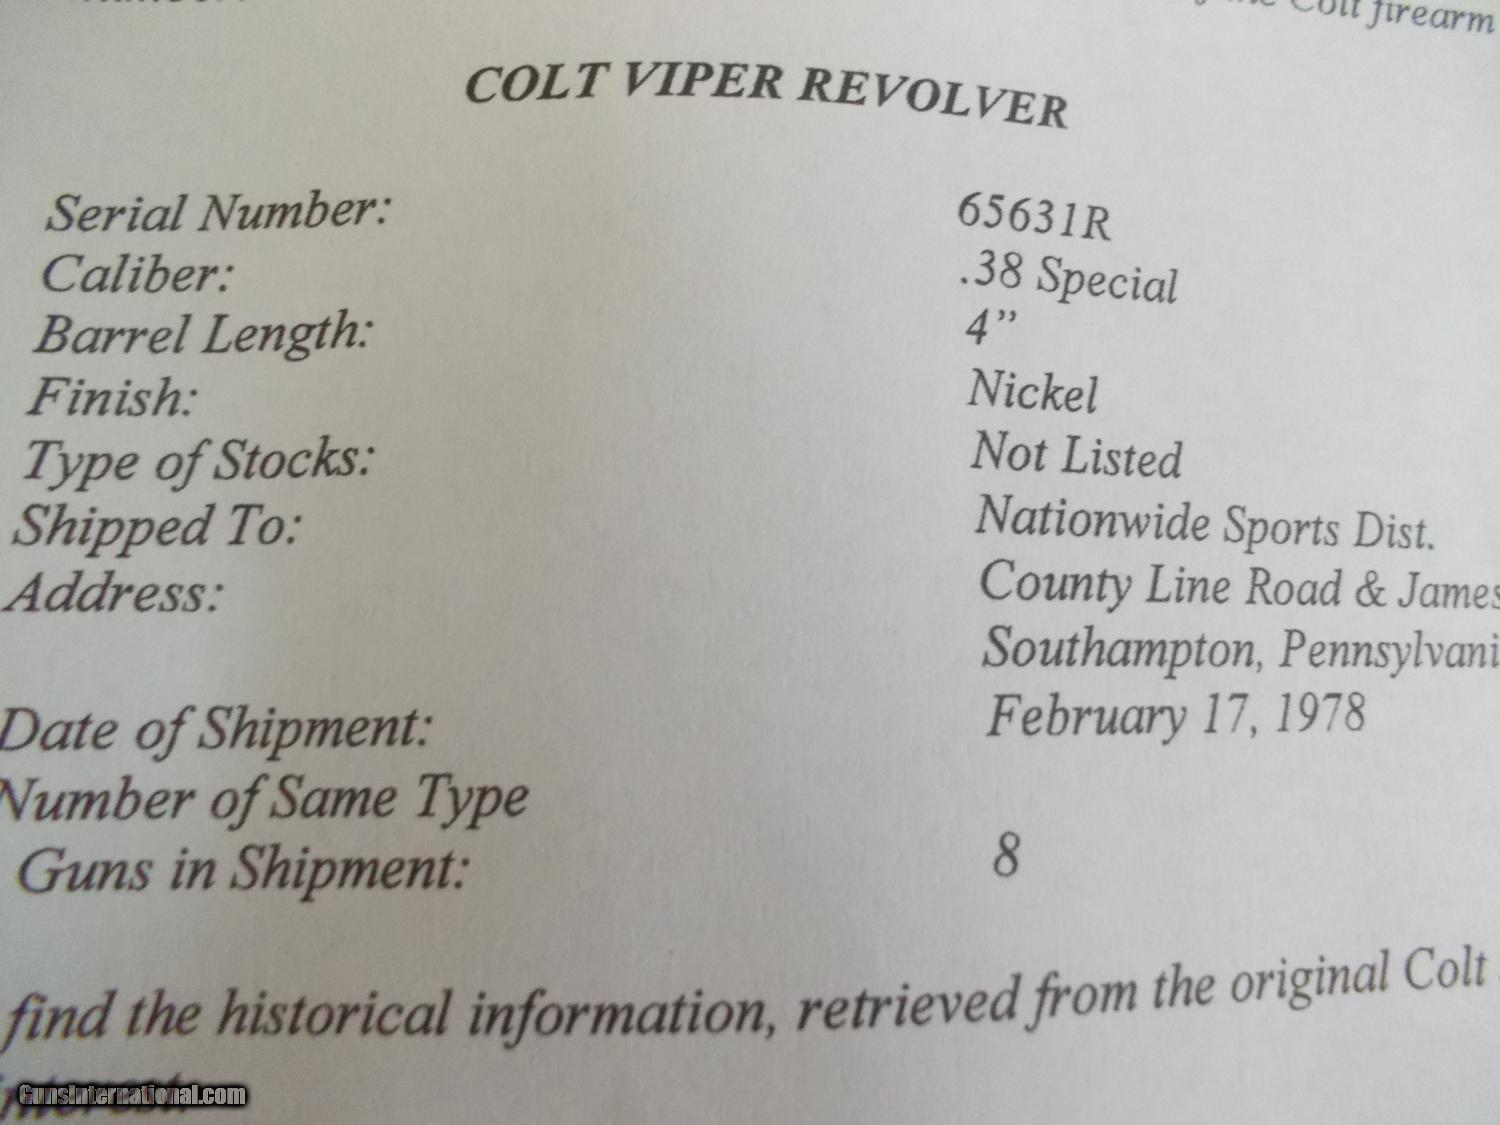 Colt firearm
COLT VIPER REVOLVER
Serial Number: 65631R
Caliber: .38 Special
Barrel Length: 4”
Finish: Nickel
Type of Stocks: Not Listed
Shipped To: Nationwide Sports Dist.
Address: County Line Road & James
Southampton, Pennsylvani
Date of Shipment: February 17, 1978
Number of Same Type
Guns in Shipment: 8
find the historical information, retrieved from the original Colt
interest.
GunsInternational.com